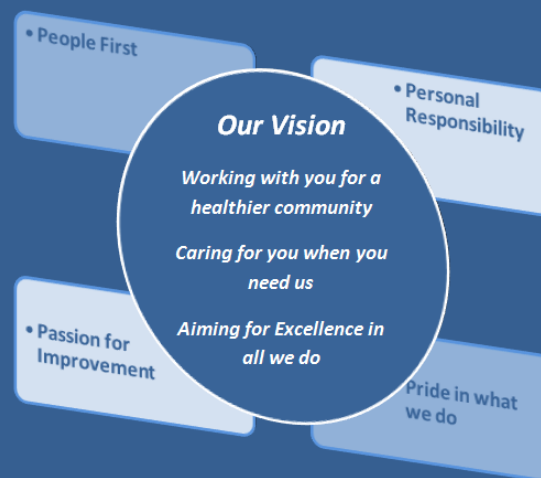 • People First
• Personal
Responsibility
Our Vision
Working with you for a
healthier community
Caring for you when you
need us
Aiming for Excellence in
all we do
• Passion for
Improvement
Pride in what
we do